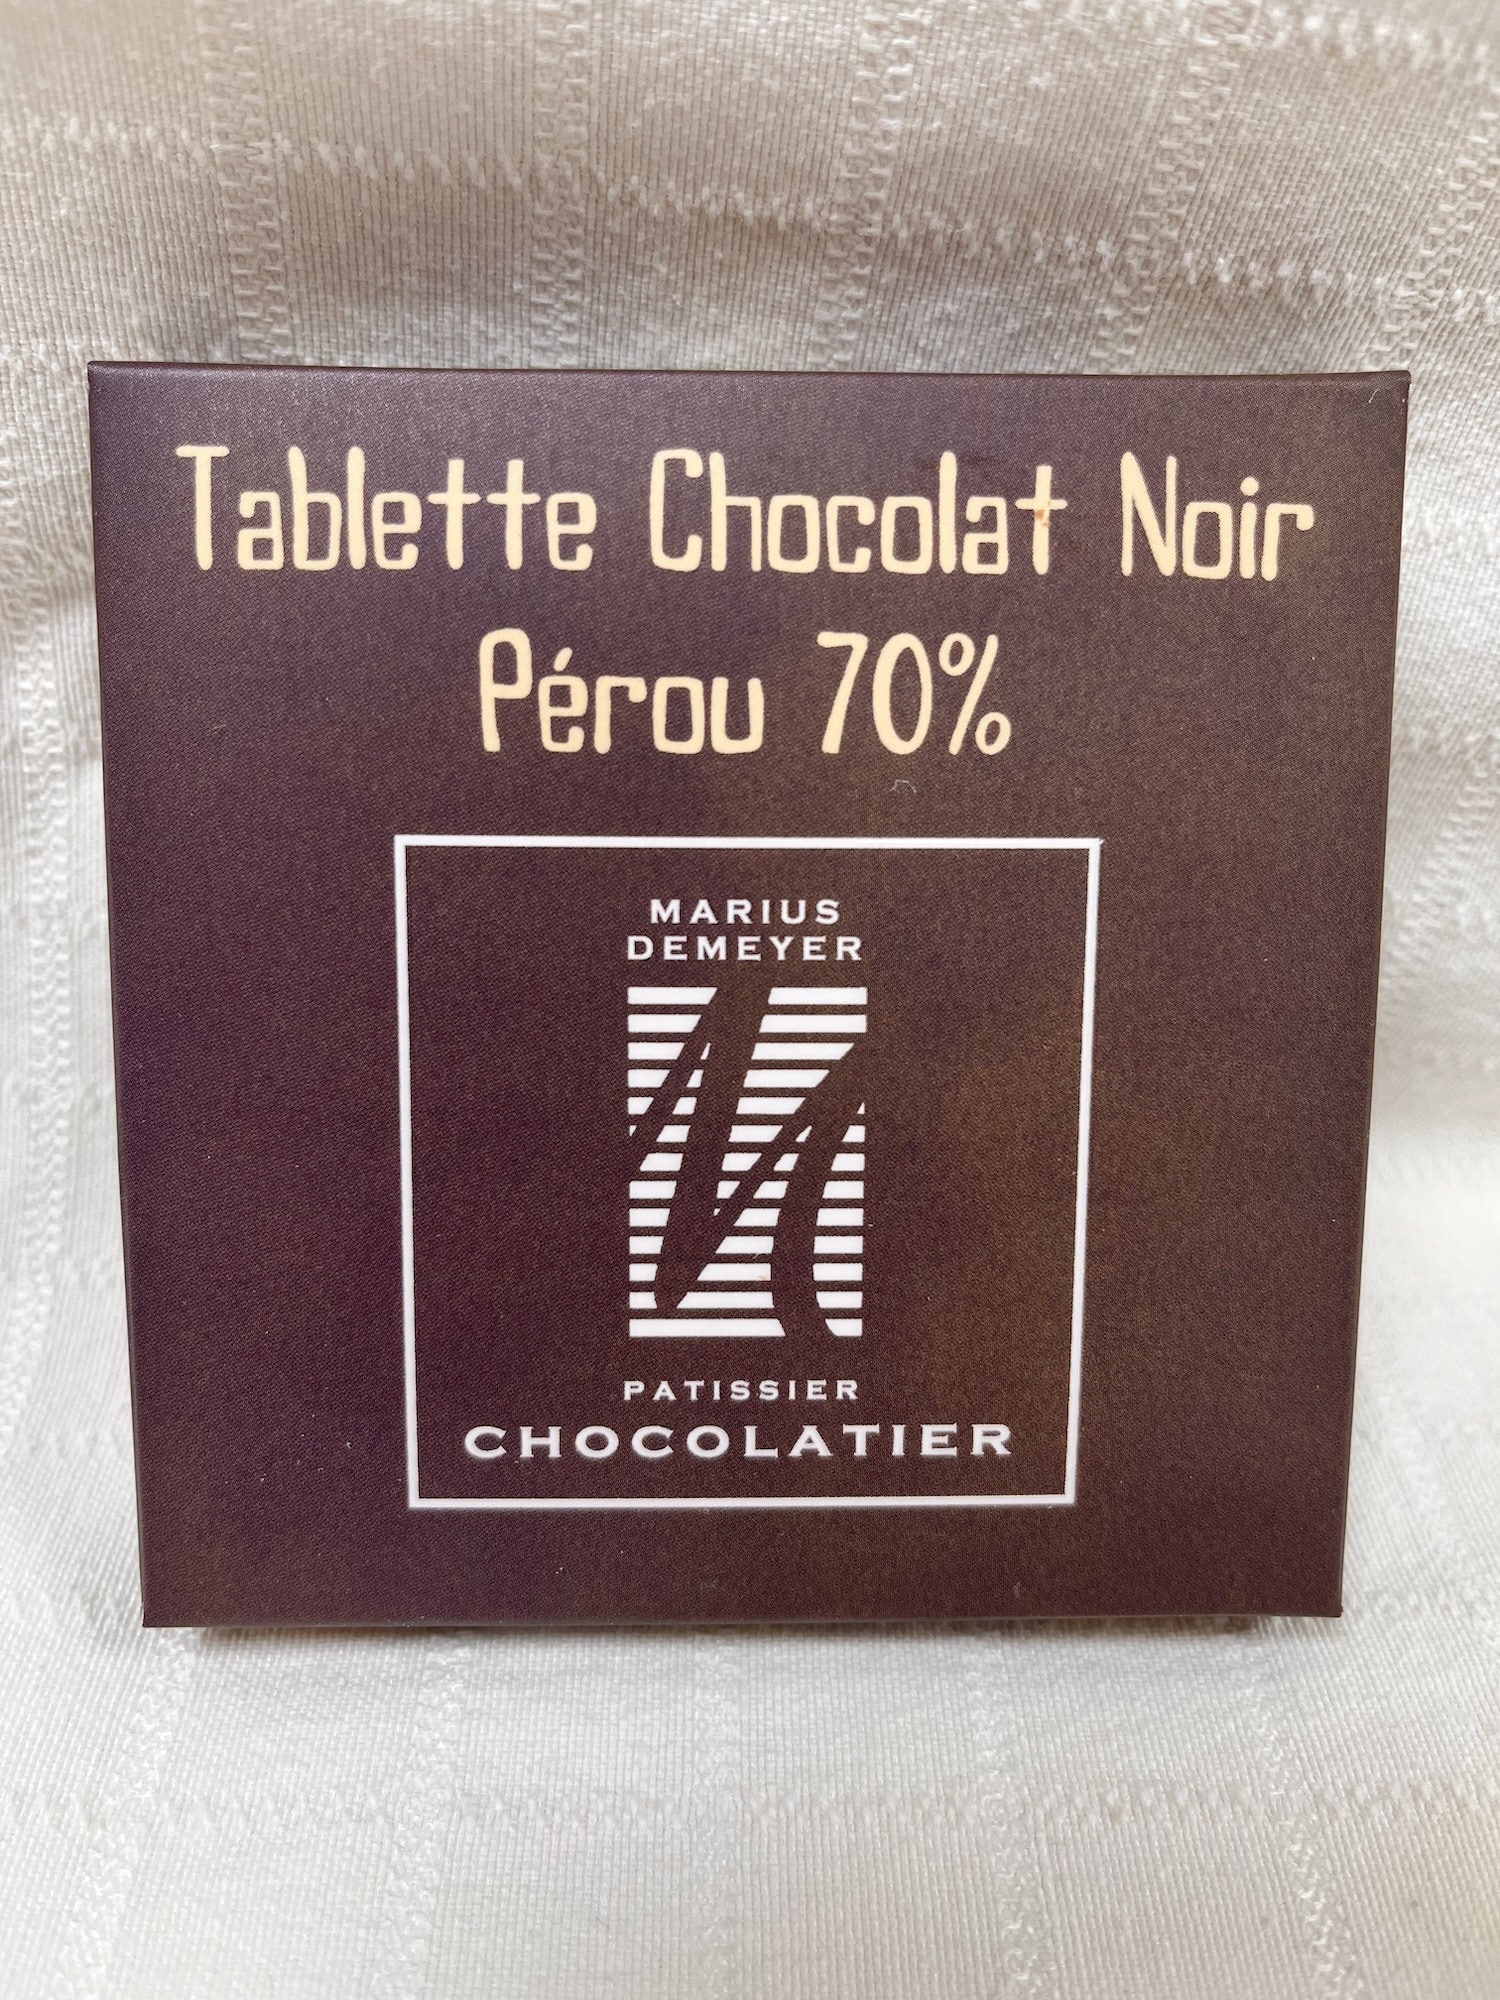 Tablette Chocolat Noir
Pérou 70%
MARIUS
DEMEYER
PATISSIER
CHOCOLATIER